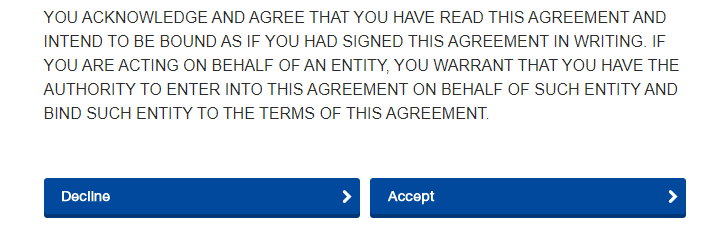 YOU ACKNOWLEDGE AND AGREE THAT YOU HAVE READ THIS AGREEMENT AND
INTEND TO BE BOUND AS IF YOU HAD SIGNED THIS AGREEMENT IN WRITING. IF
YOU ARE ACTING ON BEHALF OF AN ENTITY, YOU WARRANT THAT YOU HAVE THE
AUTHORITY TO ENTER INTO THIS AGREEMENT ON BEHALF OF SUCH ENTITY AND
BIND SUCH ENTITY TO THE TERMS OF THIS AGREEMENT.
Decline
Accept